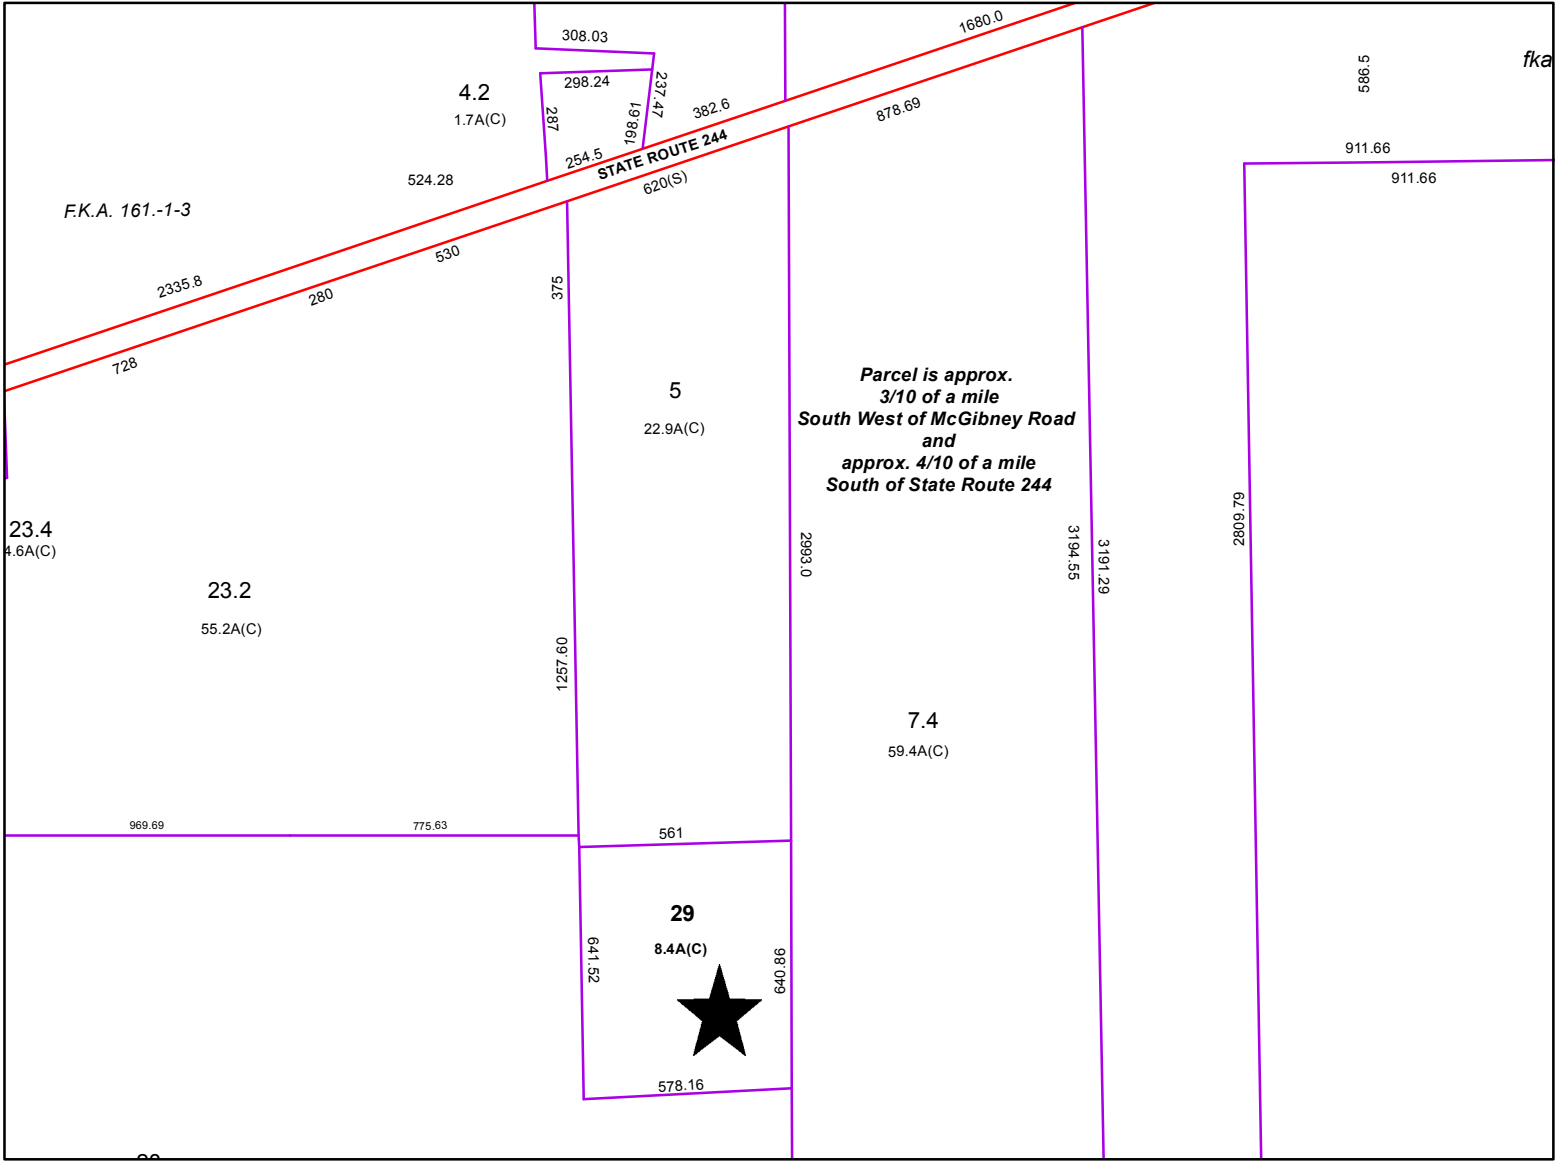 308.03
1680.0
fka
4.2
1.7A(C)
298.24
237.47
586.5
287
198.61
382.6
878.69
254.5
STATE ROUTE 244
620(S)
911.66
911.66
524.28
F.K.A. 161.-1-3
530
2335.8
280
375
728
5
22.9A(C)
Parcel is approx.
3/10 of a mile
South West of McGibney Road
and
approx. 4/10 of a mile
South of State Route 244
23.4
4.6A(C)
2993.0
3194.55
3191.29
2809.79
23.2
55.2A(C)
1257.60
7.4
59.4A(C)
969.69
775.63
561
29
8.4A(C)
641.52
640.86
578.16